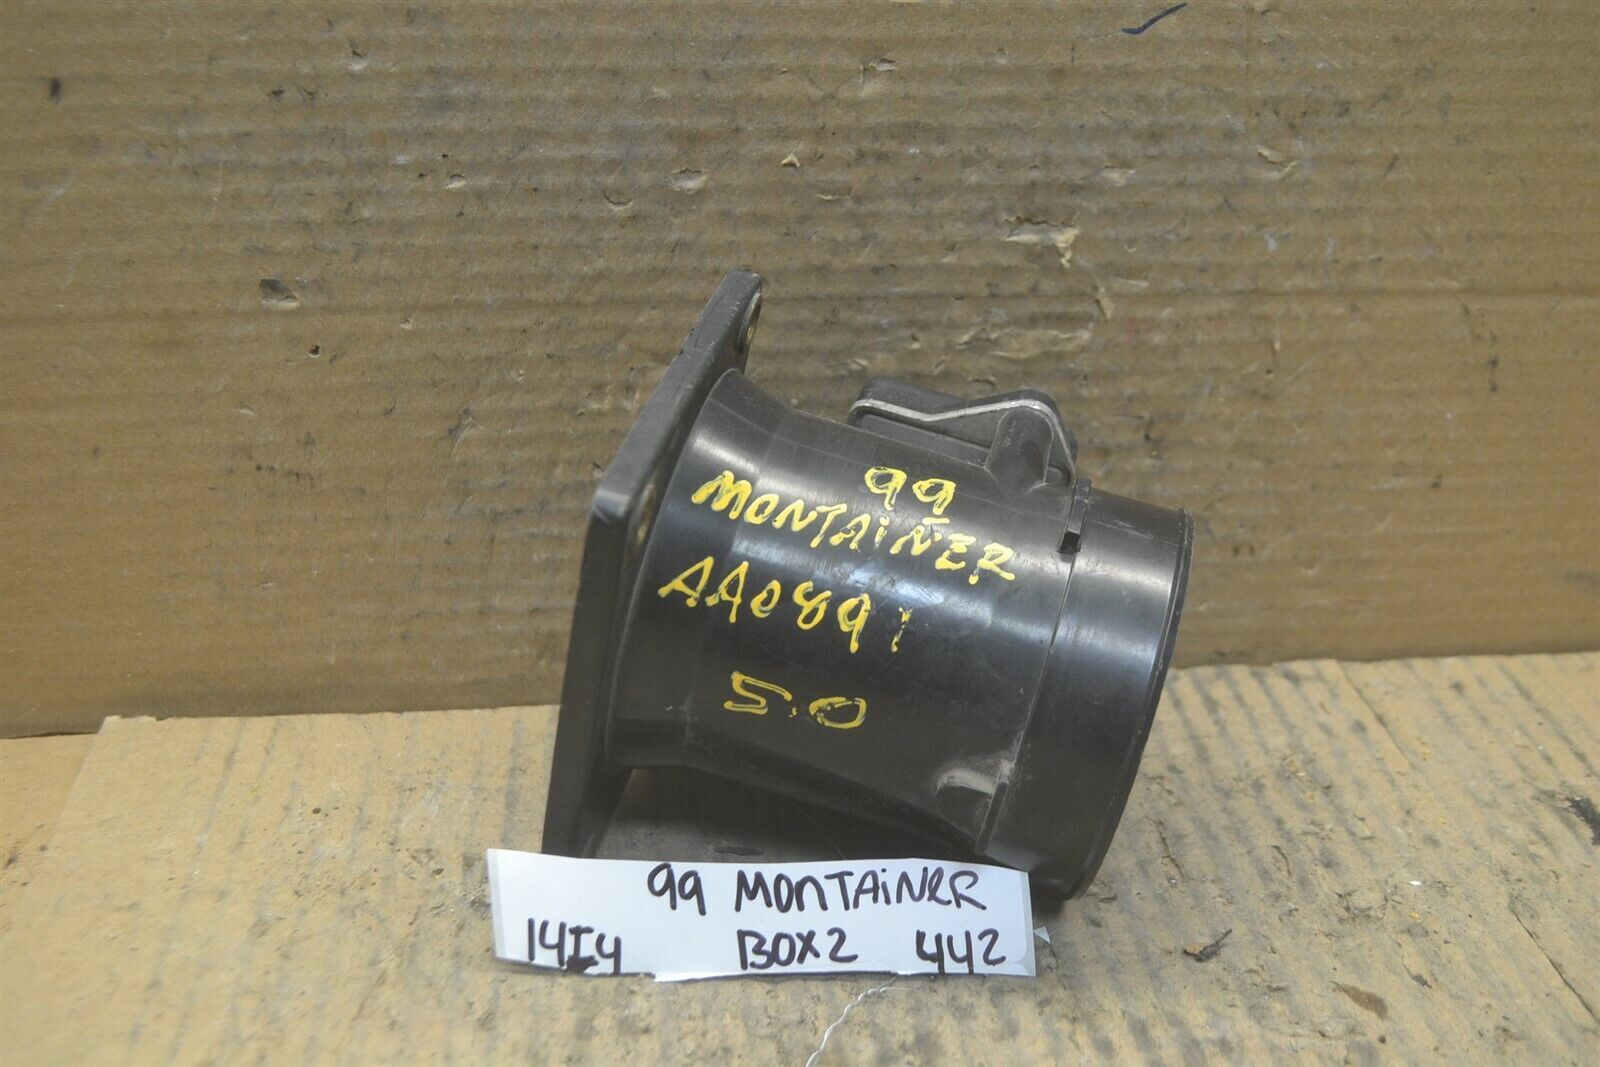 99
MONTAiNER
AA0891
5.0
99 MONTAiNER
14I4 BOX2 442